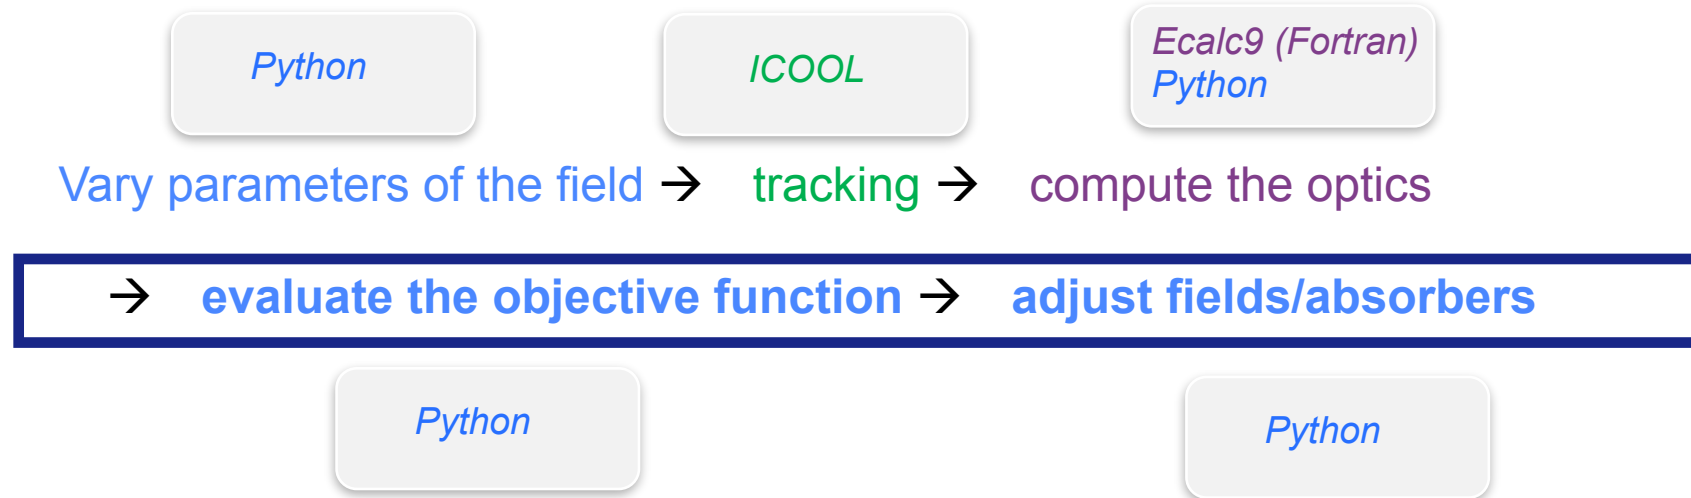 Python
ICOOL
Ecalc9 (Fortran)
Python
Vary parameters of the field → tracking → compute the optics
→ evaluate the objective function → adjust fields/absorbers
Python
Python